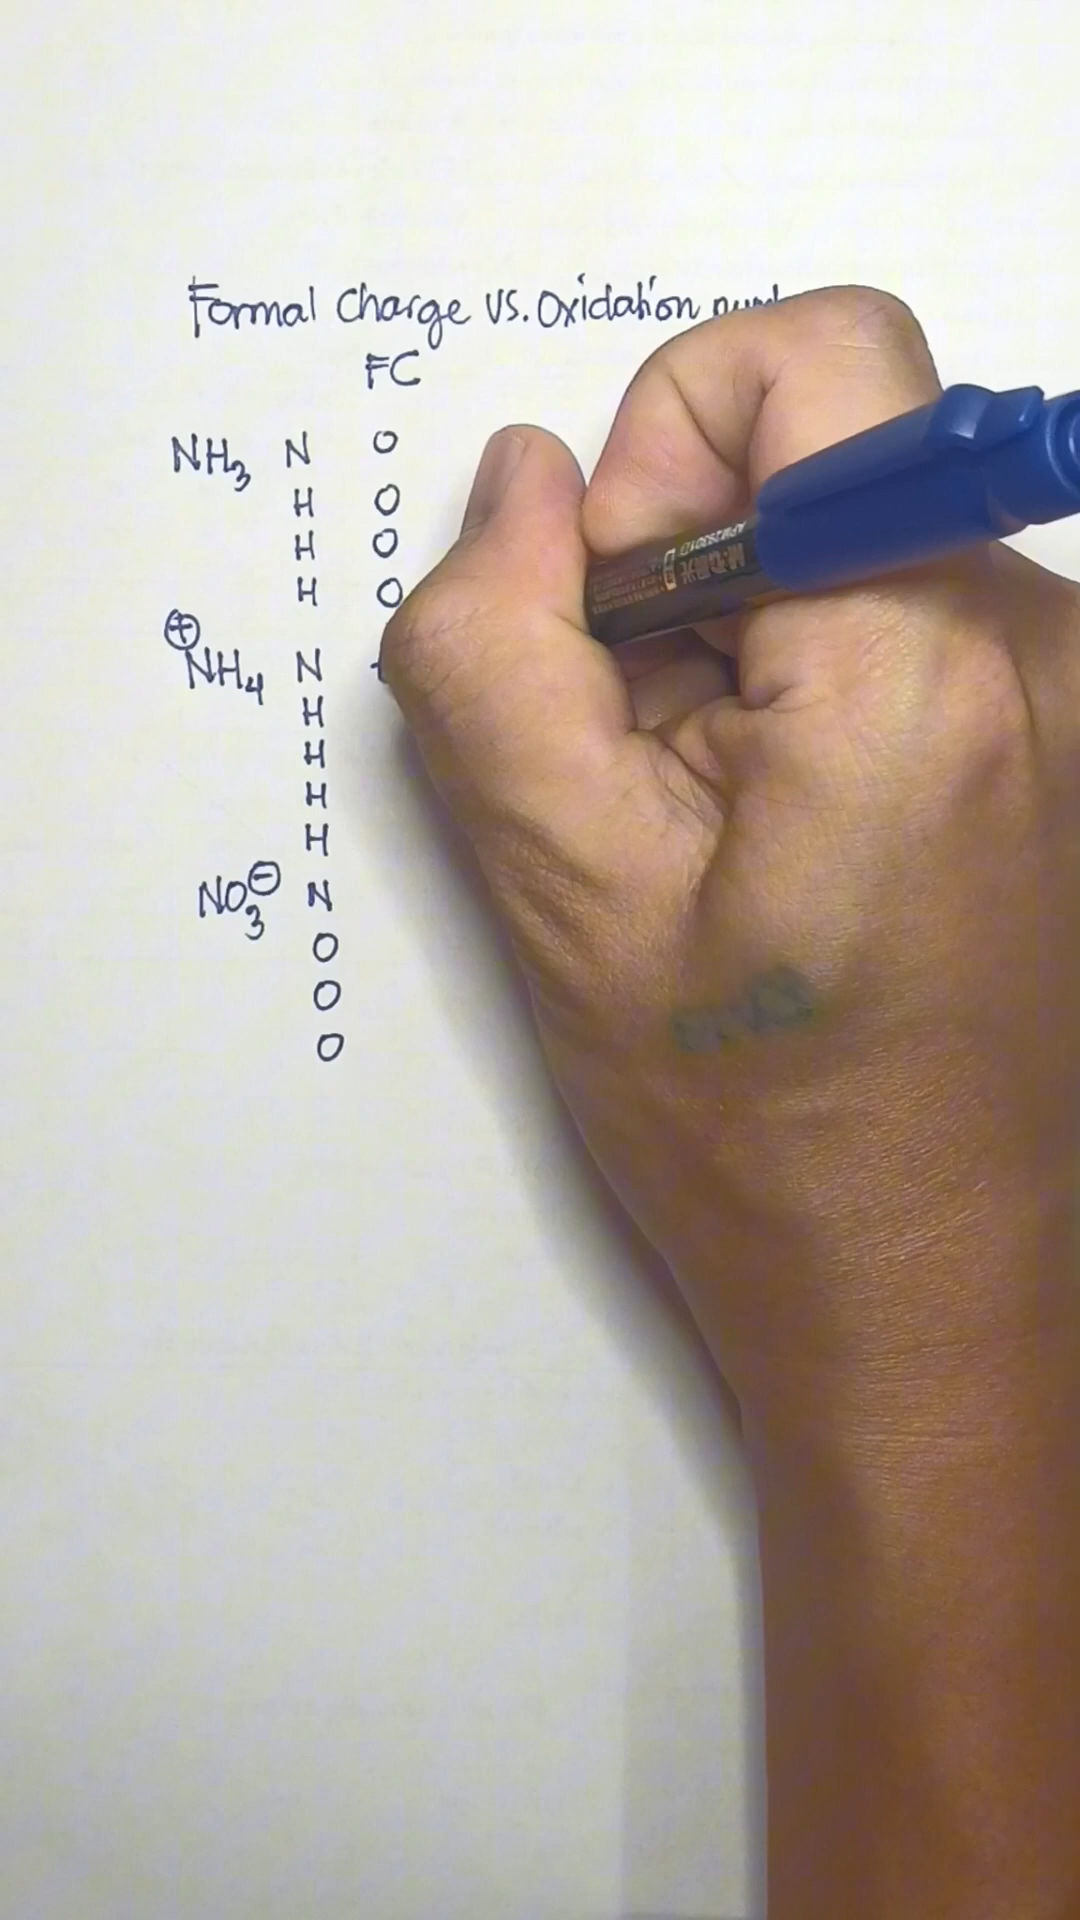 Formal Charge VS. Oxidation
FC
NH3 N 0
H 0
H 0
H 0
⊕NH4 N
H
H
H
H
NO3⊖ N
O
O
O
M&G